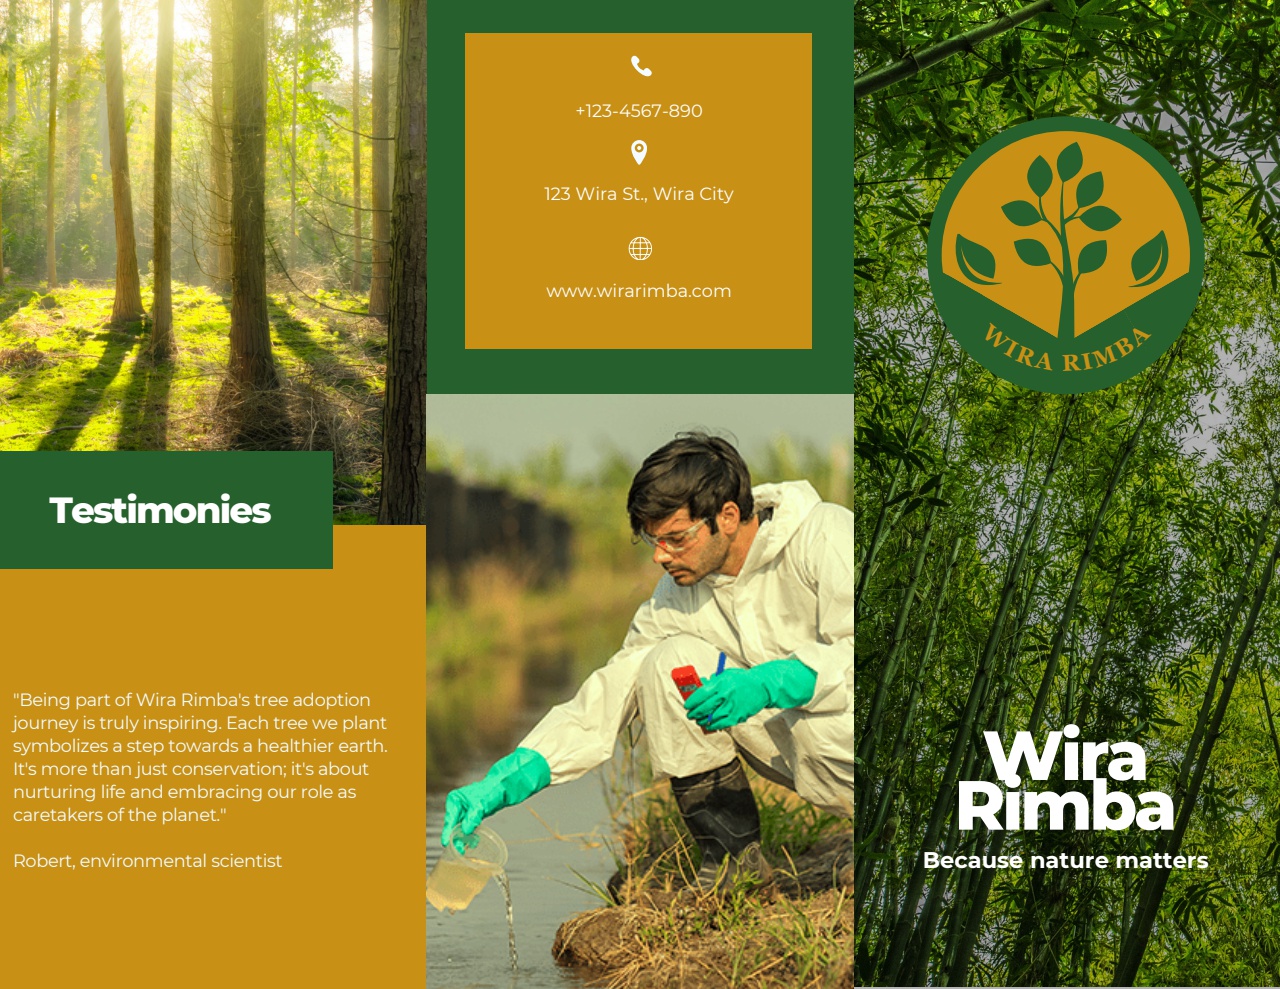 Testimonies
"Being part of Wira Rimba's tree adoption
journey is truly inspiring. Each tree we plant
symbolizes a step towards a healthier earth.
It's more than just conservation; it's about
nurturing life and embracing our role as
caretakers of the planet."
Robert, environmental scientist
+123-4567-890
123 Wira St., Wira City
www.wirarimba.com
WIRA RIMBA
Wira
Rimba
Because nature matters